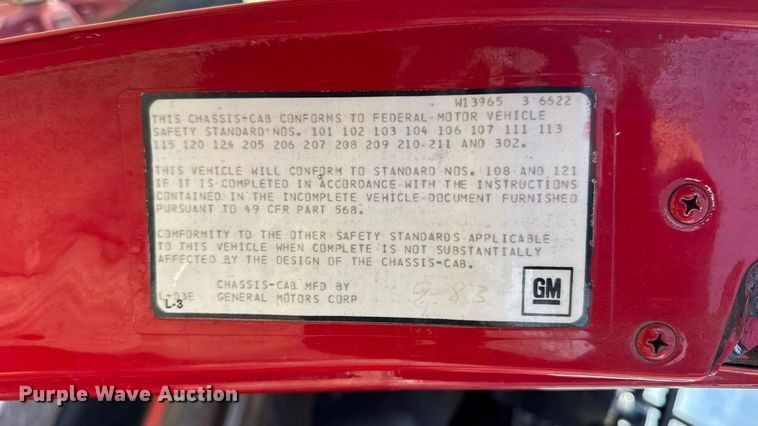 W13965 3 6622
THIS CHASSIS-CAB CONFORMS TO FEDERAL MOTOR VEHICLE
SAFETY STANDARD NOS. 101 102 103 104 106 107 111 113
115 120 124 205 206 207 208 209 210 211 AND 302.
THIS VEHICLE WILL CONFORM TO STANDARD NOS. 108 AND 121
IF IT IS COMPLETED IN ACCORDANCE WITH THE INSTRUCTIONS
CONTAINED IN THE INCOMPLETE VEHICLE DOCUMENT FURNISHED
PURSUANT TO 49 CFR PART 568.
CONFORMITY TO THE OTHER SAFETY STANDARDS APPLICABLE
TO THIS VEHICLE WHEN COMPLETE IS NOT SUBSTANTIALLY
AFFECTED BY THE DESIGN OF THE CHASSIS-CAB.
CHASSIS-CAB MFD BY
GENERAL MOTORS CORP
L-3
9-83
GM
Purple Wave Auction